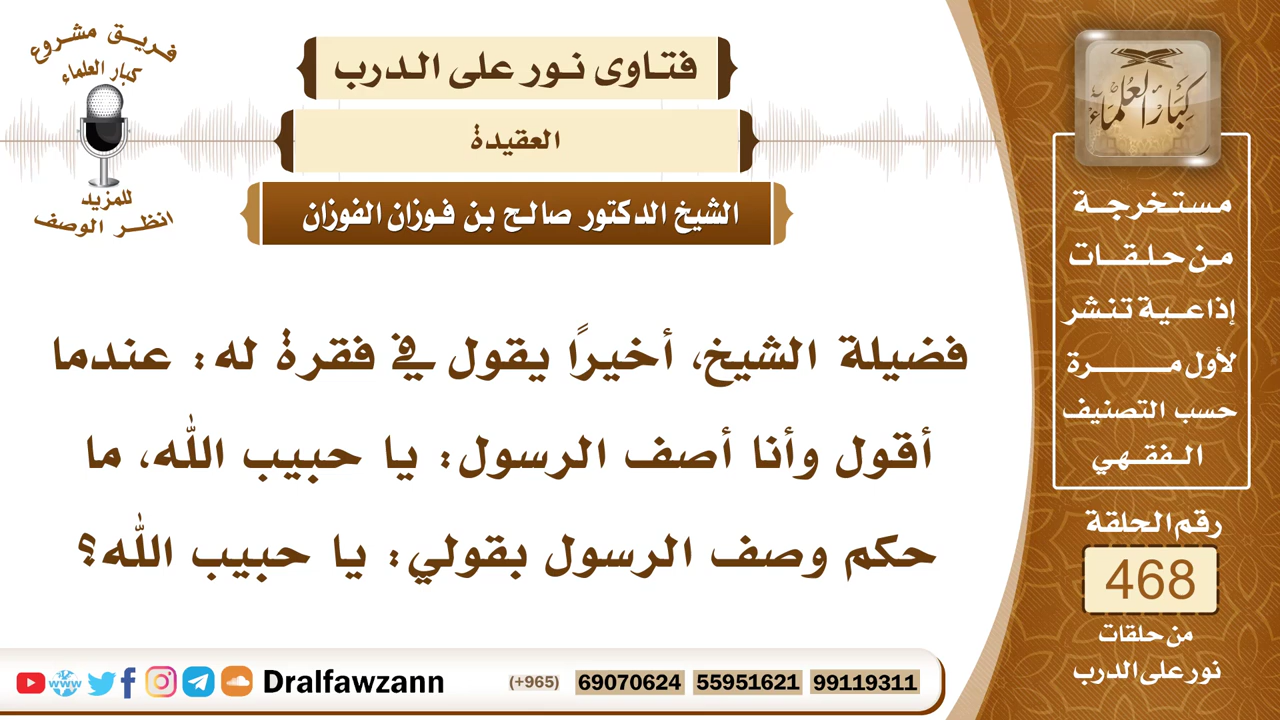 فريق مشروع
كبار العلماء
للمزيد
انظر الوصف
فتاوى نور على الدرب
العقيدة
الشيخ الدكتور صالح بن فوزان الفوزان
فضيلة الشيخ، أخيراً يقول في فقرة له: عندما
أقول وأنا أصف الرسول: يا حبيب الله، ما
حكم وصف الرسول بقولي: يا حبيب الله؟
كبار العلماء
مستخرجة
من حلقات
إذاعية تنشر
لأول مرة
حسب التصنيف
الفقهي
رقم الحلقة
468
من حلقات
نور على الدرب
www
Dralfawzann
(+965) 69070624 55951621 99119311